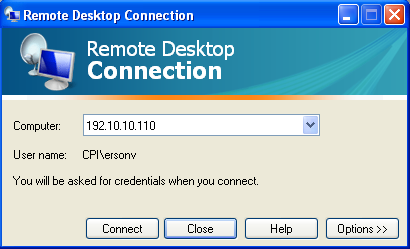 Remote Desktop Connection
Remote Desktop
Connection
Computer: 192.10.10.110
User name: CPI\ersonv
You will be asked for credentials when you connect.
Connect Close Help Options >>